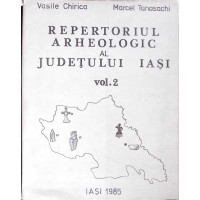 Vasile Chirica Marcel Tanasachi
REPERTORIUL
ARHEOLOGIC
AL
JUDEȚULUI IAȘI
vol.2
IAȘI 1985